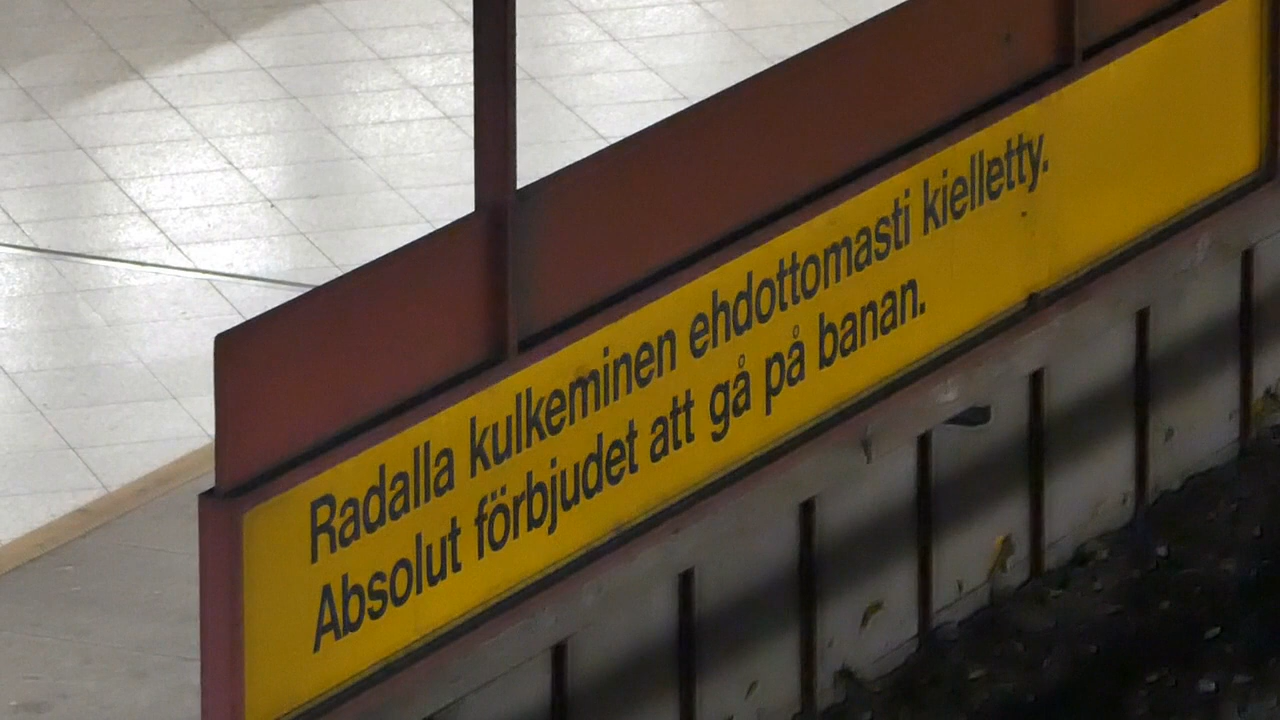 Radalla kulkeminen ehdottomasti kielletty.
Absolut förbjudet att gå på banan.